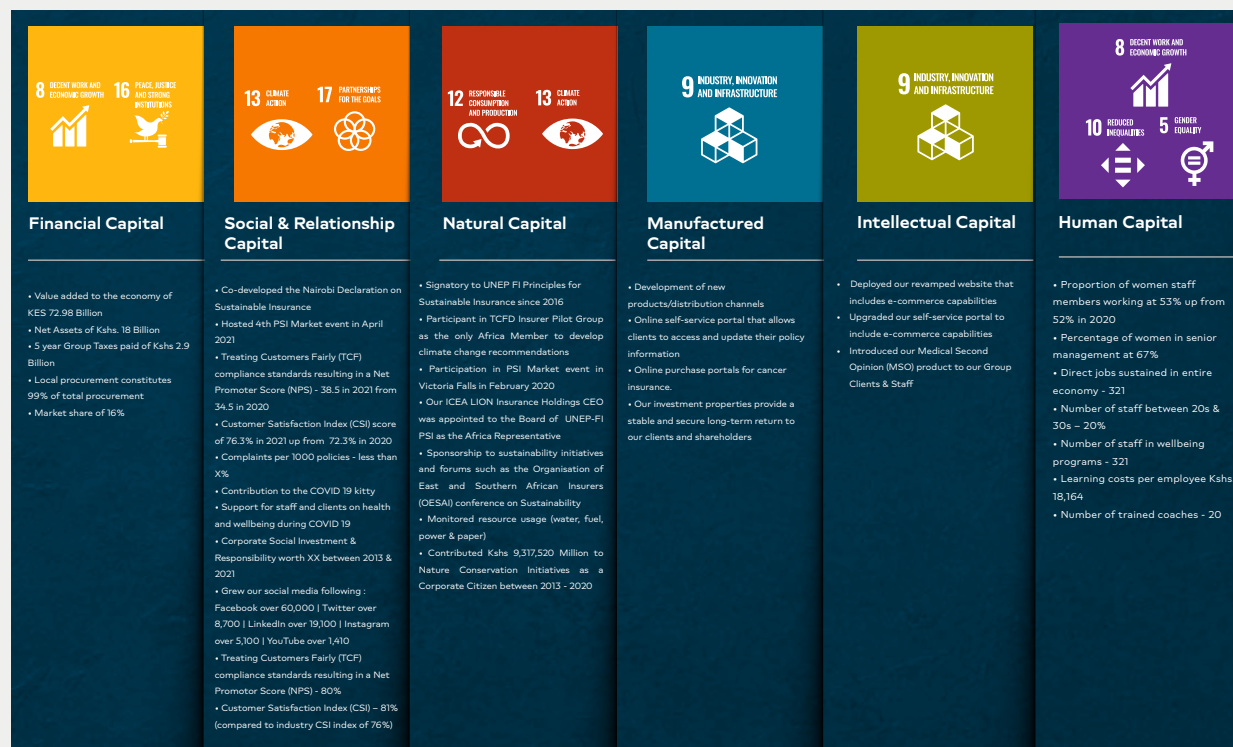 8 DECENT WORK AND
ECONOMIC GROWTH
16 PEACE, JUSTICE
AND STRONG
INSTITUTIONS
Financial Capital
• Value added to the economy of
KES 72.98 Billion
• Net Assets of Kshs. 18 Billion
• 5 year Group Taxes paid of Kshs 2.9
Billion
• Local procurement constitutes
99% of total procurement
• Market share of 16%
13 CLIMATE
ACTION
17 PARTNERSHIPS
FOR THE GOALS
Social & Relationship
Capital
• Co-developed the Nairobi Declaration on
Sustainable Insurance
• Hosted 4th PSI Market event in April
2021
• Treating Customers Fairly (TCF)
compliance standards resulting in a Net
Promoter Score (NPS) - 38.5 in 2021 from
34.5 in 2020
• Customer Satisfaction Index (CSI) score
of 76.3% in 2021 up from 72.3% in 2020
• Complaints per 1000 policies - less than
X%
• Contribution to the COVID 19 kitty
• Support for staff and clients on health
and wellbeing during COVID 19
• Corporate Social Investment &
Responsibility worth XX between 2013 &
2021
• Grew our social media following :
Facebook over 60,000 | Twitter over
8,700 | LinkedIn over 19,100 | Instagram
over 5,100 | YouTube over 1,410
• Treating Customers Fairly (TCF)
compliance standards resulting in a Net
Promotor Score (NPS) - 80%
• Customer Satisfaction Index (CSI) – 81%
(compared to industry CSI index of 76%)
12 RESPONSIBLE
CONSUMPTION
AND PRODUCTION
13 CLIMATE
ACTION
Natural Capital
• Signatory to UNEP FI Principles for
Sustainable Insurance since 2016
• Participant in TCFD Insurer Pilot Group
as the only Africa Member to develop
climate change recommendations
• Participation in PSI Market event in
Victoria Falls in February 2020
• Our ICEA LION Insurance Holdings CEO
was appointed to the Board of UNEP-FI
PSI as the Africa Representative
• Sponsorship to sustainability initiatives
and forums such as the Organisation of
East and Southern African Insurers
(OESAI) conference on Sustainability
• Monitored resource usage (water, fuel,
power & paper)
• Contributed Kshs 9,317,520 Million to
Nature Conservation Initiatives as a
Corporate Citizen between 2013 - 2020
9 INDUSTRY, INNOVATION
AND INFRASTRUCTURE
Manufactured
Capital
• Development of new
products/distribution channels
• Online self-service portal that allows
clients to access and update their policy
information
• Online purchase portals for cancer
insurance.
• Our investment properties provide a
stable and secure long-term return to
our clients and shareholders
9 INDUSTRY, INNOVATION
AND INFRASTRUCTURE
Intellectual Capital
• Deployed our revamped website that
includes e-commerce capabilities
• Upgraded our self-service portal to
include e-commerce capabilities
• Introduced our Medical Second
Opinion (MSO) product to our Group
Clients & Staff
8 DECENT WORK AND
ECONOMIC GROWTH
10 REDUCED
INEQUALITIES
5 GENDER
EQUALITY
Human Capital
• Proportion of women staff
members working at 53% up from
52% in 2020
• Percentage of women in senior
management at 67%
• Direct jobs sustained in entire
economy - 321
• Number of staff between 20s &
30s – 20%
• Number of staff in wellbeing
programs - 321
• Learning costs per employee Kshs
18,164
• Number of trained coaches - 20